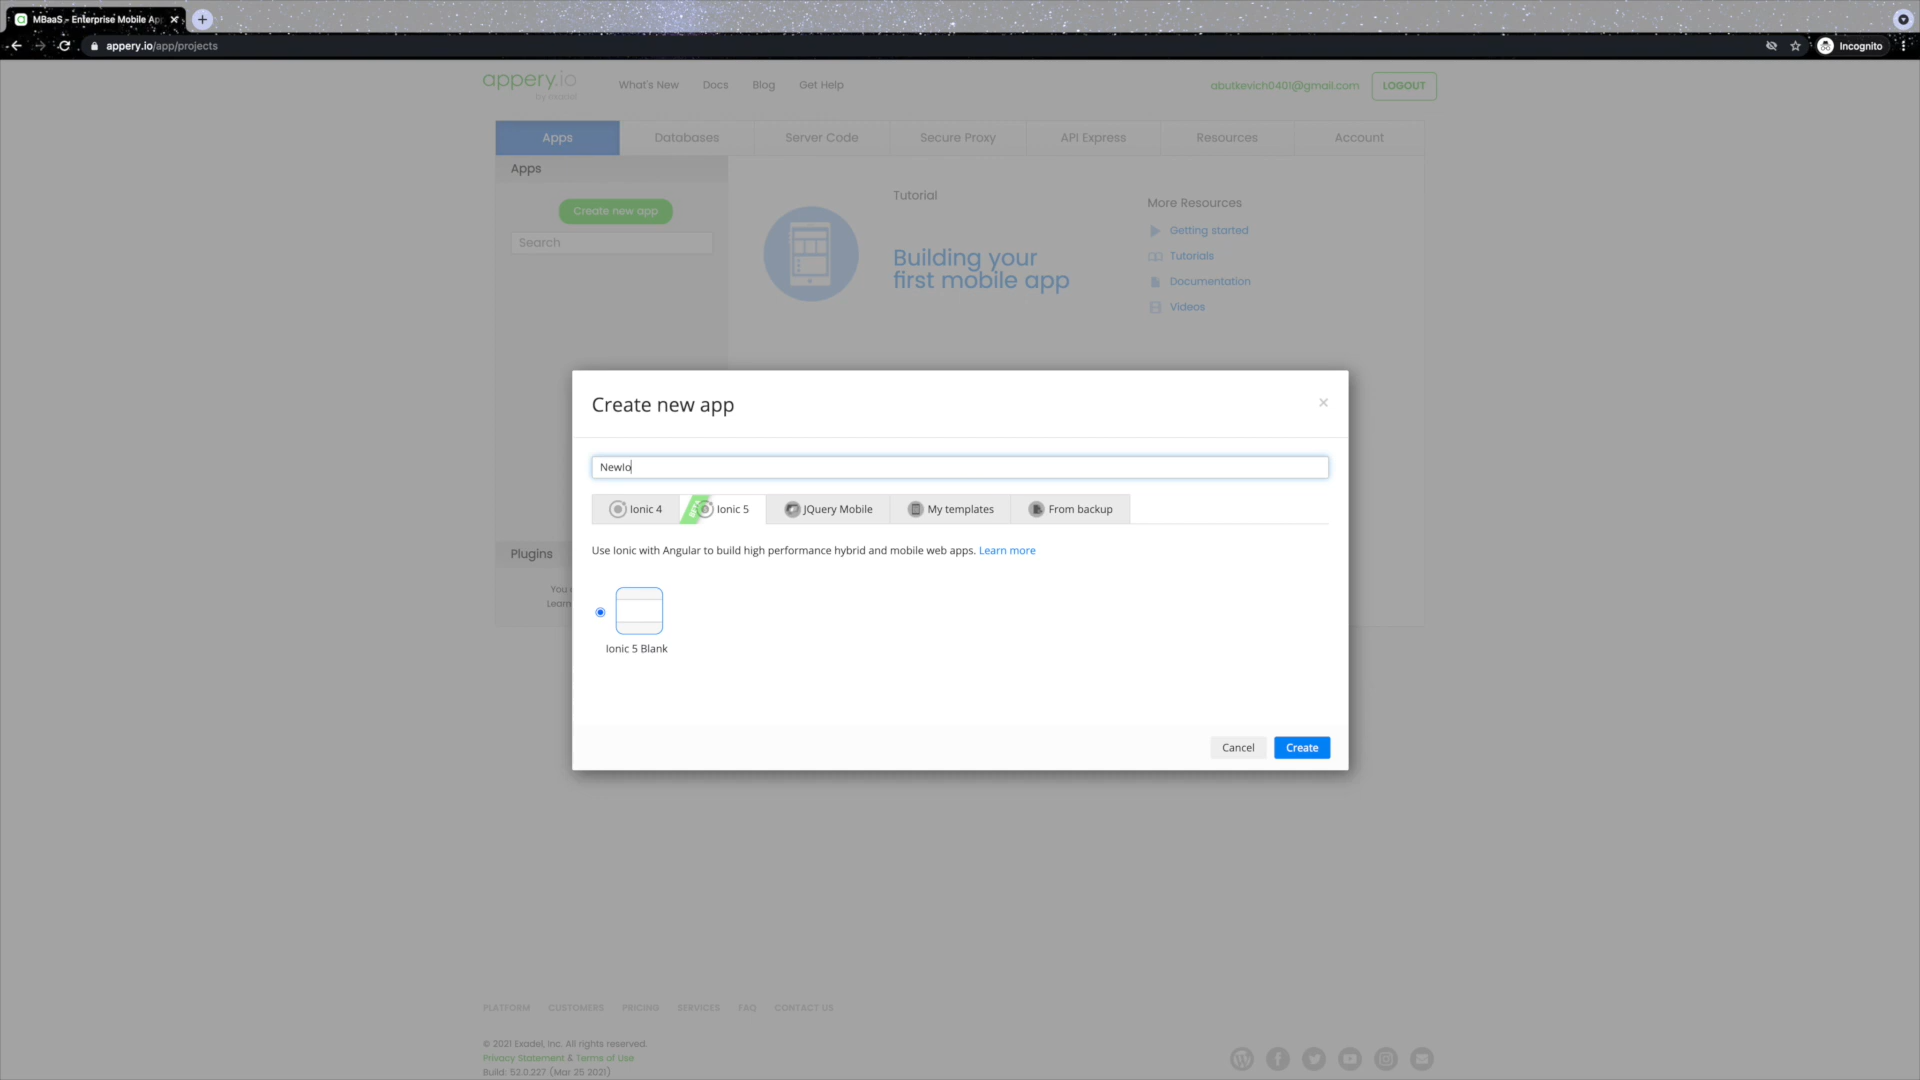 MBaaS - Enterprise Mobile Ap
appery.io/app/projects
Incognito
appery.io
by exadel
What's New
Docs
Blog
Get Help
abutkevich0401@gmail.com
LOGOUT
Apps
Databases
Server Code
Secure Proxy
API Express
Resources
Account
Apps
Create new app
Search
Tutorial
Building your
first mobile app
More Resources
Getting started
Tutorials
Documentation
Videos
Create new app
×
NewIo
Ionic 4
Ionic 5
JQuery Mobile
My templates
From backup
Use Ionic with Angular to build high performance hybrid and mobile web apps. Learn more
Plugins
You
Learn
Ionic 5 Blank
Cancel
Create
PLATFORM
CUSTOMERS
PRICING
SERVICES
FAQ
CONTACT US
© 2021 Exadel, Inc. All rights reserved.
Privacy Statement & Terms of Use
Build: 53.0.227 (Mar 25 2021)